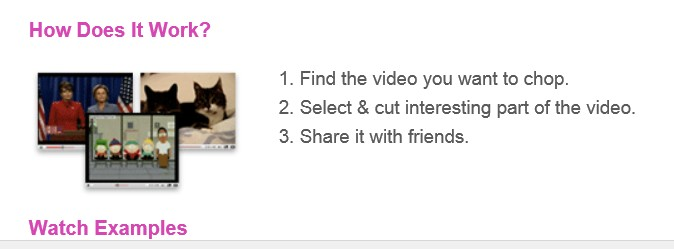 How Does It Work?
1. Find the video you want to chop.
2. Select & cut interesting part of the video.
3. Share it with friends.
Watch Examples